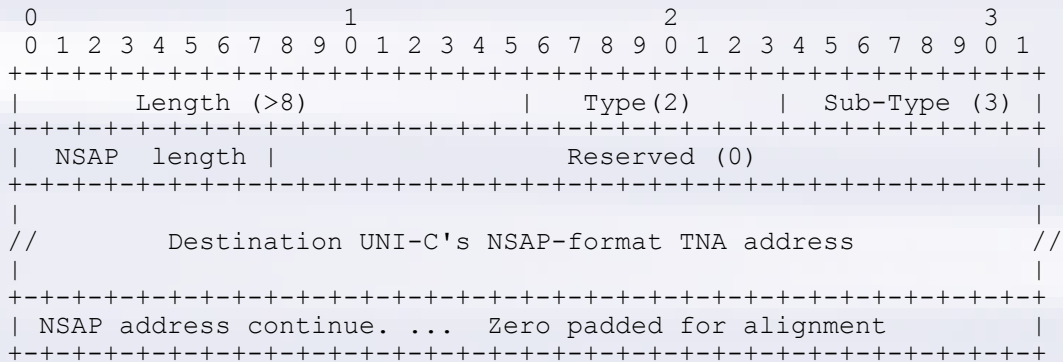 0                   1                   2                   3
 0 1 2 3 4 5 6 7 8 9 0 1 2 3 4 5 6 7 8 9 0 1 2 3 4 5 6 7 8 9 0 1
+-+-+-+-+-+-+-+-+-+-+-+-+-+-+-+-+-+-+-+-+-+-+-+-+-+-+-+-+-+-+-+-+
|       Length (>8)             |   Type(2)     |  Sub-Type (3) |
+-+-+-+-+-+-+-+-+-+-+-+-+-+-+-+-+-+-+-+-+-+-+-+-+-+-+-+-+-+-+-+-+
|  NSAP  length |                  Reserved (0)                 |
+-+-+-+-+-+-+-+-+-+-+-+-+-+-+-+-+-+-+-+-+-+-+-+-+-+-+-+-+-+-+-+-+
|                                                               |
//         Destination UNI-C's NSAP-format TNA address           //
|                                                               |
+-+-+-+-+-+-+-+-+-+-+-+-+-+-+-+-+-+-+-+-+-+-+-+-+-+-+-+-+-+-+-+-+
| NSAP address continue. ...  Zero padded for alignment         |
+-+-+-+-+-+-+-+-+-+-+-+-+-+-+-+-+-+-+-+-+-+-+-+-+-+-+-+-+-+-+-+-+